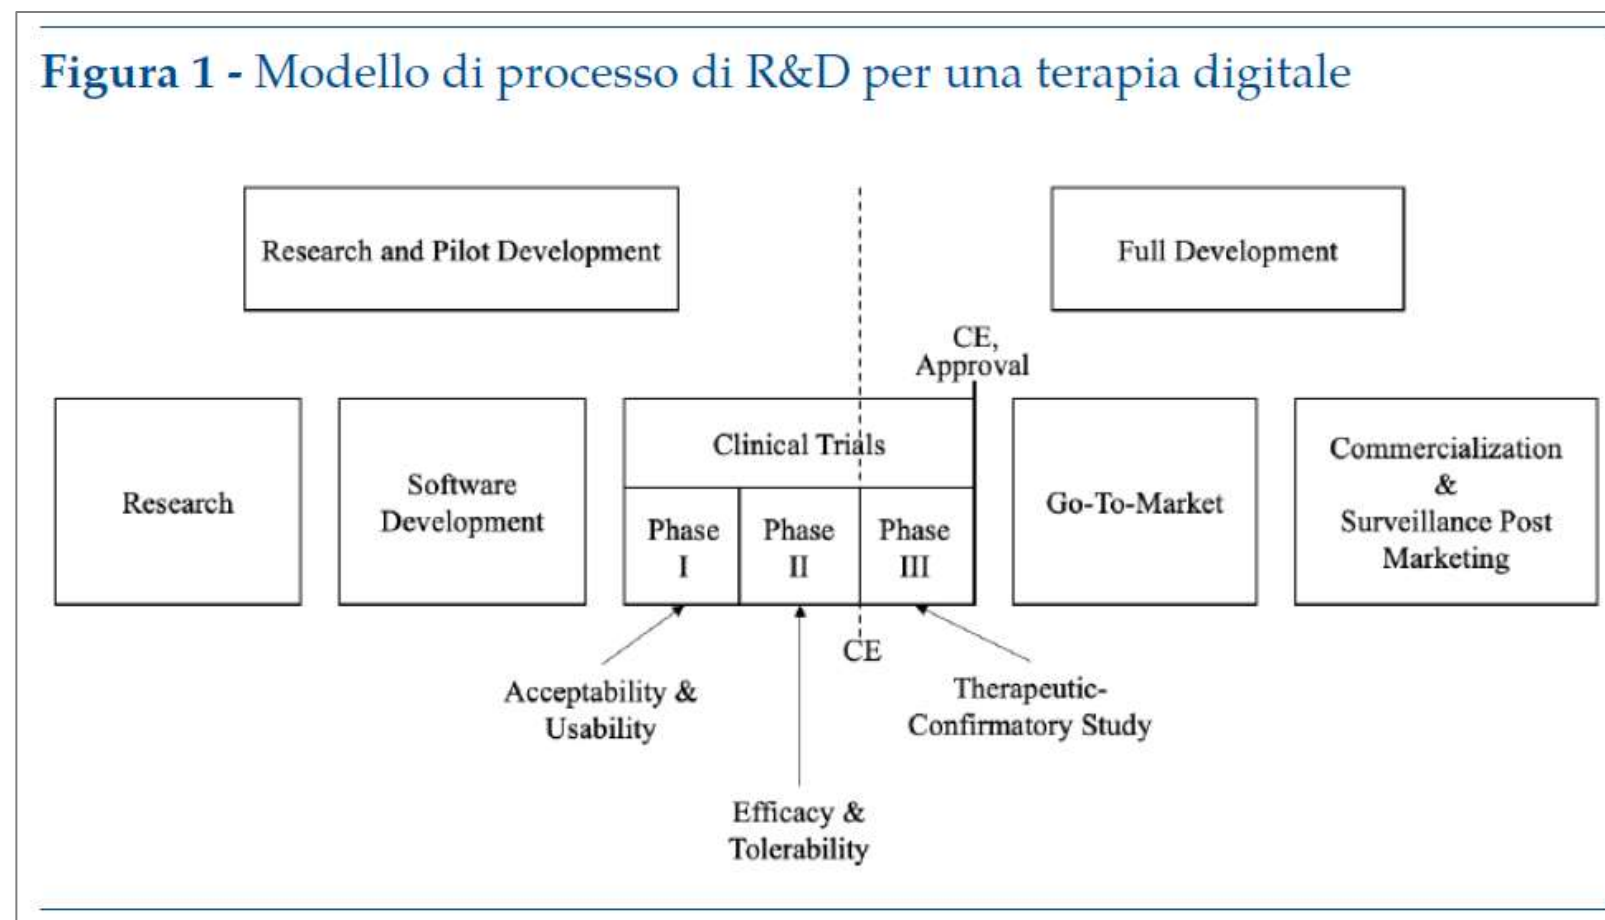 Figura 1 - Modello di processo di R&D per una terapia digitale
Research and Pilot Development
Full Development
CE,
Approval
Research
Software
Development
Clinical Trials
Phase
I
Phase
II
Phase
III
Go-To-Market
Commercialization
&
Surveillance Post
Marketing
CE
Acceptability &
Usability
Therapeutic-
Confirmatory Study
Efficacy &
Tolerability